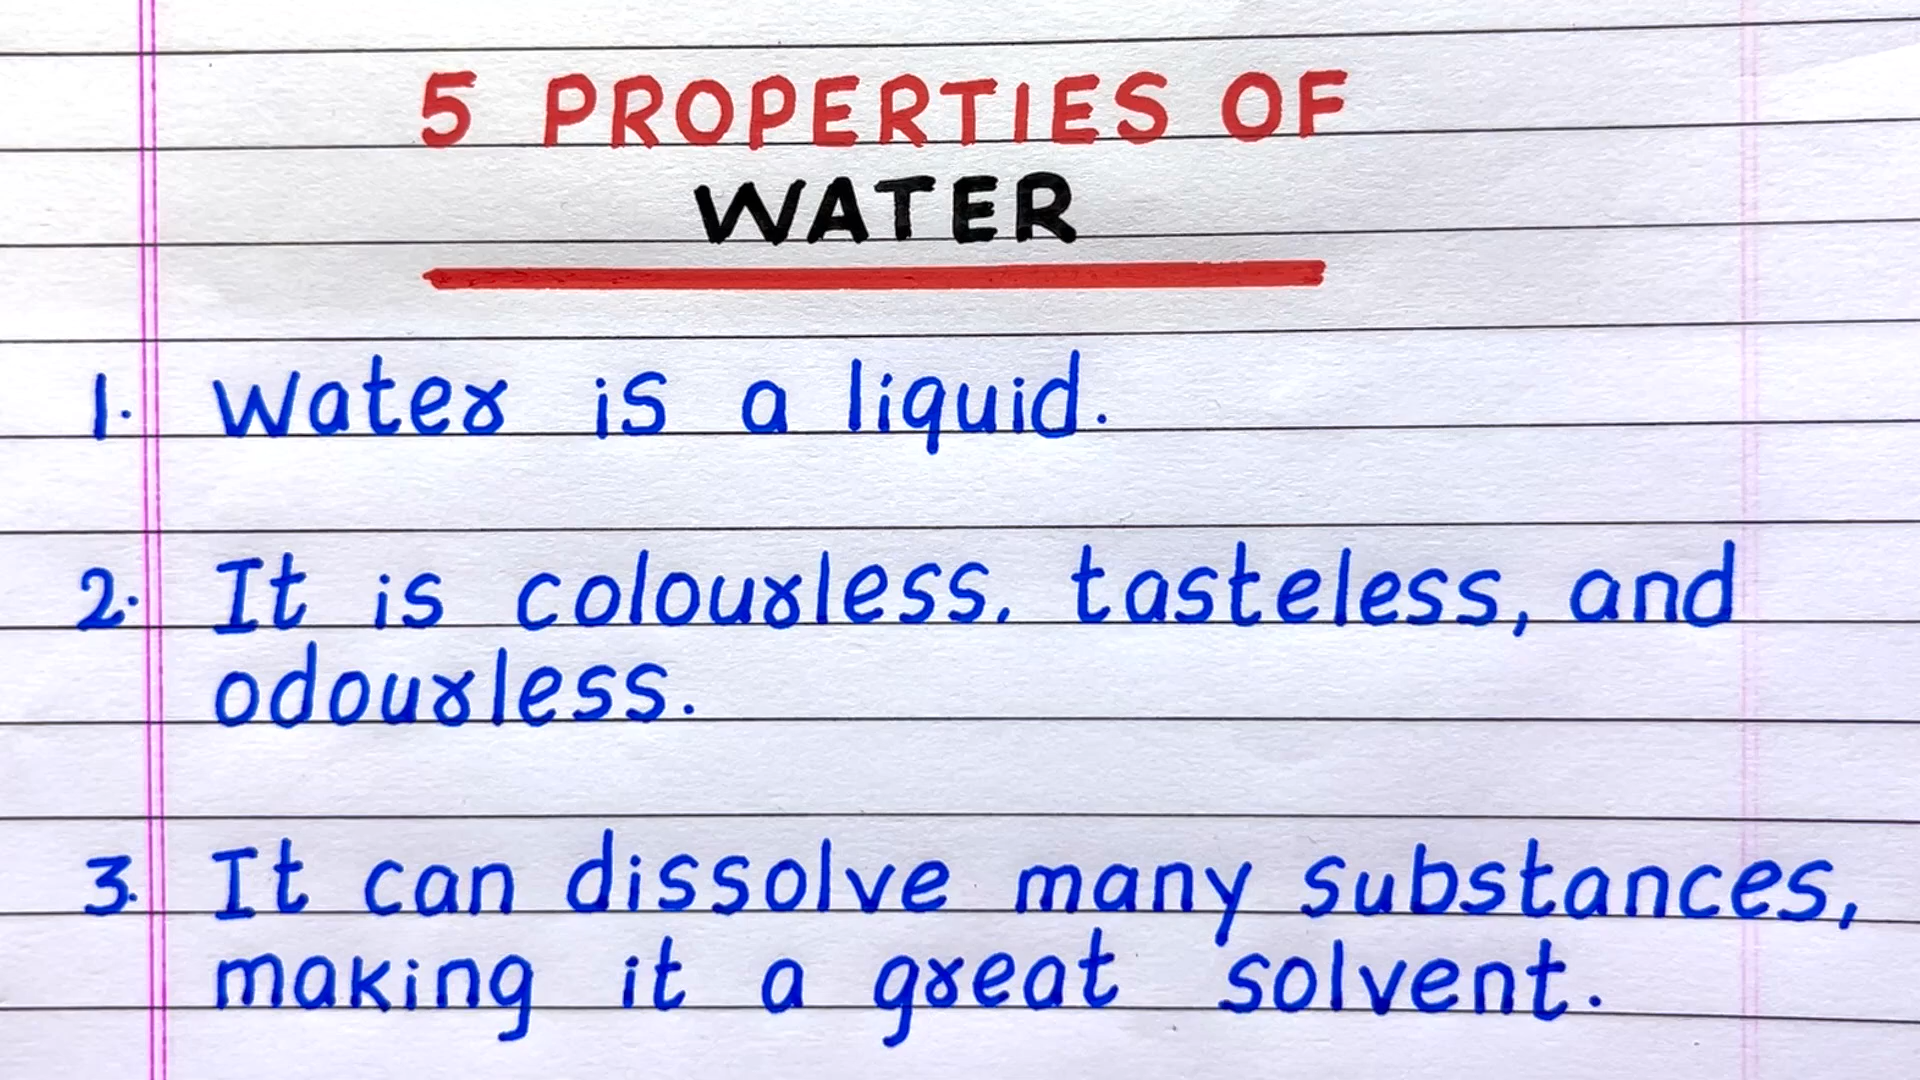 5 PROPERTIES OF
WATER
1. Water is a liquid.
2. It is colourless. tasteless, and
odourless.
3. It can dissolve many substances,
making it a great solvent.